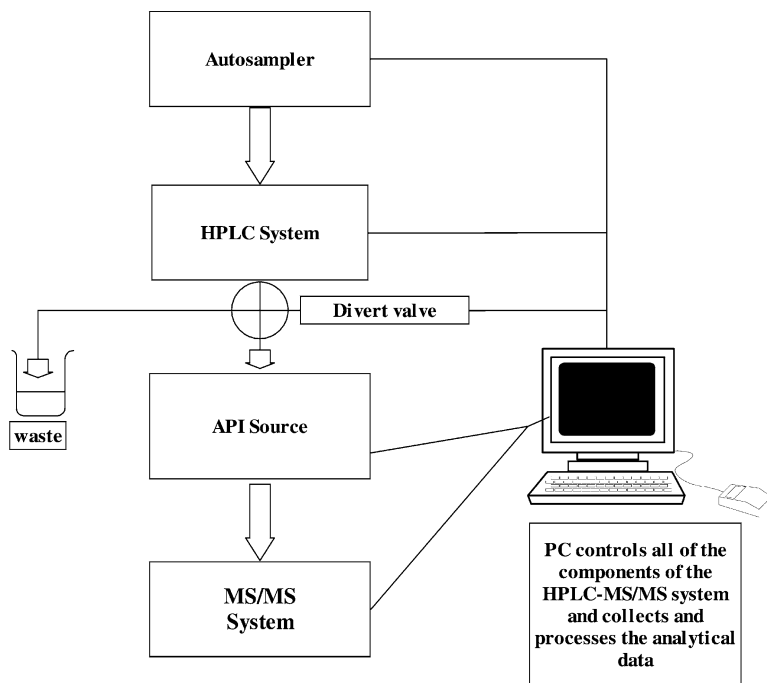 Autosampler
HPLC System
Divert valve
waste
API Source
MS/MS
System
PC controls all of the
components of the
HPLC-MS/MS system
and collects and
processes the analytical
data